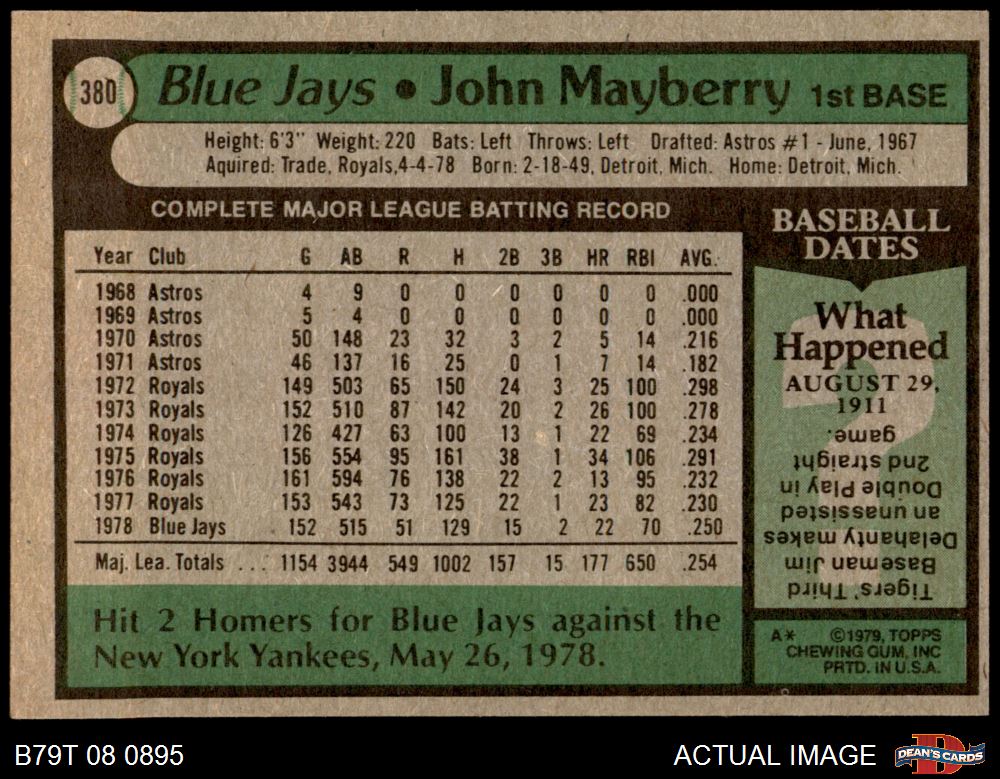 380
Blue Jays • John Mayberry 1st BASE
Height: 6'3" Weight: 220 Bats: Left Throws: Left Drafted: Astros #1 - June, 1967
Aquired: Trade, Royals,4-4-78 Born: 2-18-49, Detroit, Mich. Home: Detroit, Mich.
COMPLETE MAJOR LEAGUE BATTING RECORD
Year Club G AB R H 2B 3B HR RBI AVG.
1968 Astros 4 9 0 0 0 0 0 0 .000
1969 Astros 5 4 0 0 0 0 0 0 .000
1970 Astros 50 148 23 32 3 2 5 14 .216
1971 Astros 46 137 16 25 0 1 7 14 .182
1972 Royals 149 503 65 150 24 3 25 100 .298
1973 Royals 152 510 87 142 20 2 26 100 .278
1974 Royals 126 427 63 100 13 1 22 69 .234
1975 Royals 156 554 95 161 38 1 34 106 .291
1976 Royals 161 594 76 138 22 2 13 95 .232
1977 Royals 153 543 73 125 22 1 23 82 .230
1978 Blue Jays 152 515 51 129 15 2 22 70 .250
Maj. Lea. Totals ... 1154 3944 549 1002 157 15 177 650 .254
Hit 2 Homers for Blue Jays against the
New York Yankees, May 26, 1978.
BASEBALL
DATES
What
Happened
AUGUST 29,
1911
Tigers' Third
Baseman Jim
Delahanty makes
an unassisted
Double Play in
2nd straight
game.
A* ©1979, TOPPS
CHEWING GUM, INC
PRTD. IN U.S.A.
B79T 08 0895
ACTUAL IMAGE
DEAN'S CARDS